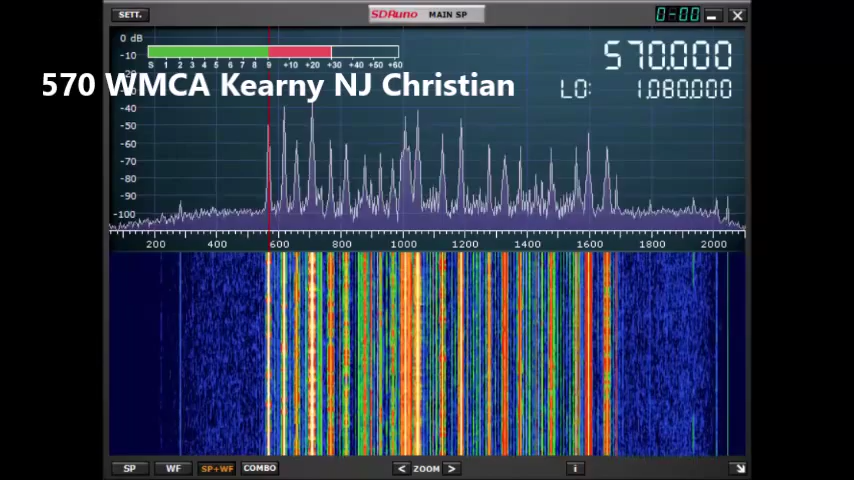 SETT.
SDRuno MAIN SP
0-00
0 dB
-10
S 1 2 3 4 5 6 7 8 9 +10 +20 +30 +40 +50 +60
570.000
570 WMCA Kearny NJ Christian
LO: 1,080,000
-40
-50
-60
-70
-80
-90
-100
200 400 600 800 1000 1200 1400 1600 1800 2000
SP WF SP+WF COMBO < ZOOM > i